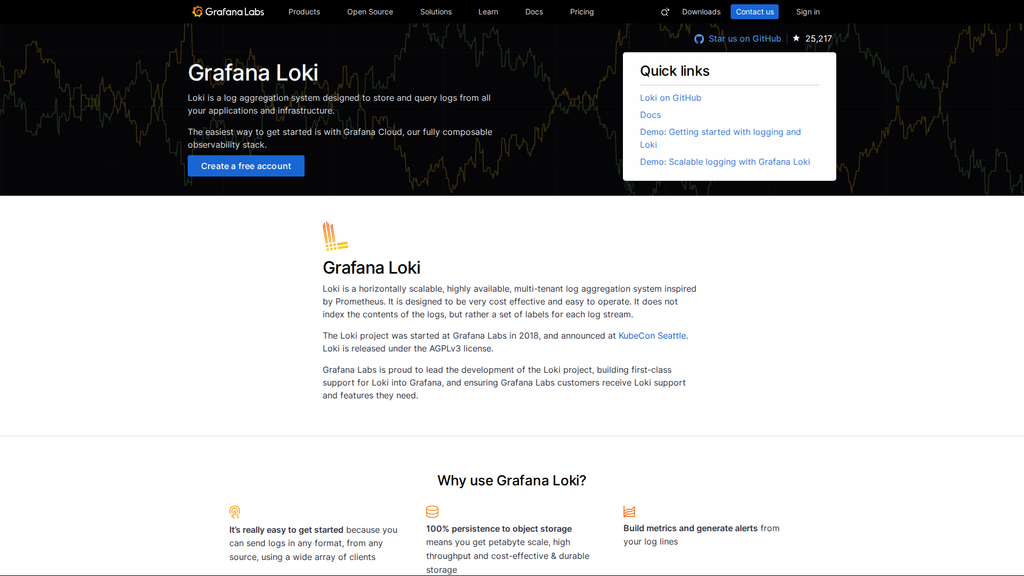 Grafana Labs
Products
Open Source
Solutions
Learn
Docs
Pricing
Downloads
Contact us
Sign in
Star us on GitHub
25,217
Grafana Loki
Loki is a log aggregation system designed to store and query logs from all
your applications and infrastructure.
The easiest way to get started is with Grafana Cloud, our fully composable
observability stack.
Create a free account
Quick links
Loki on GitHub
Docs
Demo: Getting started with logging and
Loki
Demo: Scalable logging with Grafana Loki
Grafana Loki
Loki is a horizontally scalable, highly available, multi-tenant log aggregation system inspired
by Prometheus. It is designed to be very cost effective and easy to operate. It does not
index the contents of the logs, but rather a set of labels for each log stream.
The Loki project was started at Grafana Labs in 2018, and announced at KubeCon Seattle.
Loki is released under the AGPLv3 license.
Grafana Labs is proud to lead the development of the Loki project, building first-class
support for Loki into Grafana, and ensuring Grafana Labs customers receive Loki support
and features they need.
Why use Grafana Loki?
It's really easy to get started because you
can send logs in any format, from any
source, using a wide array of clients
100% persistence to object storage
means you get petabyte scale, high
throughput and cost-effective & durable
storage
Build metrics and generate alerts from
your log lines